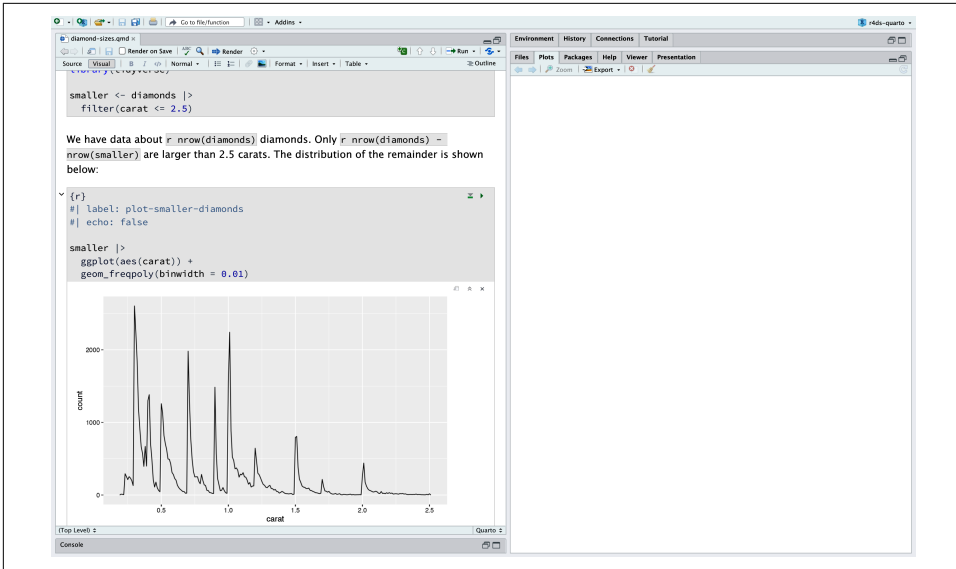 Go to file/function
Addins
r4ds-quarto
diamond-sizes.qmd
Render on Save
ABC
Render
Run
Source Visual B I </> Normal Format Insert Table Outline
smaller <- diamonds |>
filter(carat <= 2.5)
We have data about r nrow(diamonds) diamonds. Only r nrow(diamonds) -
nrow(smaller) are larger than 2.5 carats. The distribution of the remainder is shown
below:
{r}
#| label: plot-smaller-diamonds
#| echo: false
smaller |>
ggplot(aes(carat)) +
geom_freqpoly(binwidth = 0.01)
2000
1000
0
count
0.5 1.0 1.5 2.0 2.5
carat
(Top Level) Quarto
Console
Environment History Connections Tutorial
Files Plots Packages Help Viewer Presentation
Zoom Export